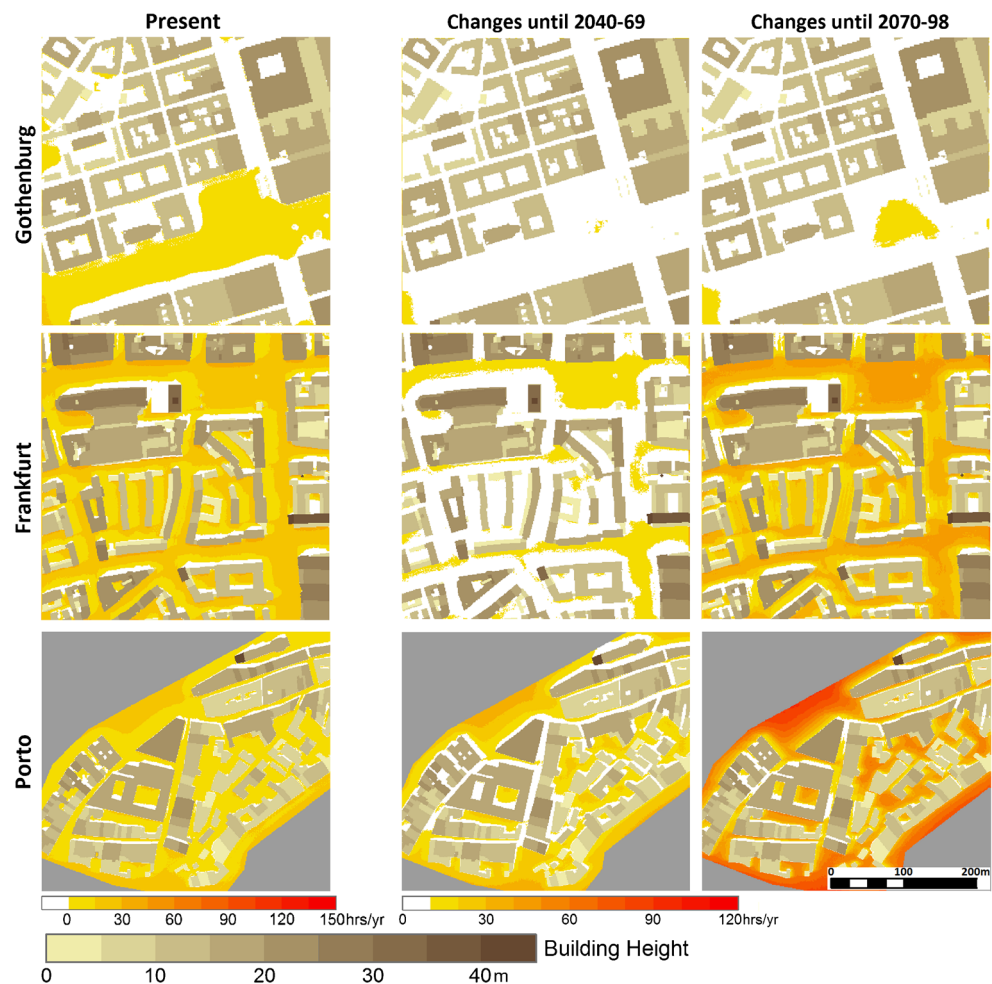 Present Changes until 2040-69 Changes until 2070-98
Gothenburg
Frankfurt
Porto
0 100 200m
0 30 60 90 120 150hrs/yr 0 30 60 90 120hrs/yr
Building Height
0 10 20 30 40m